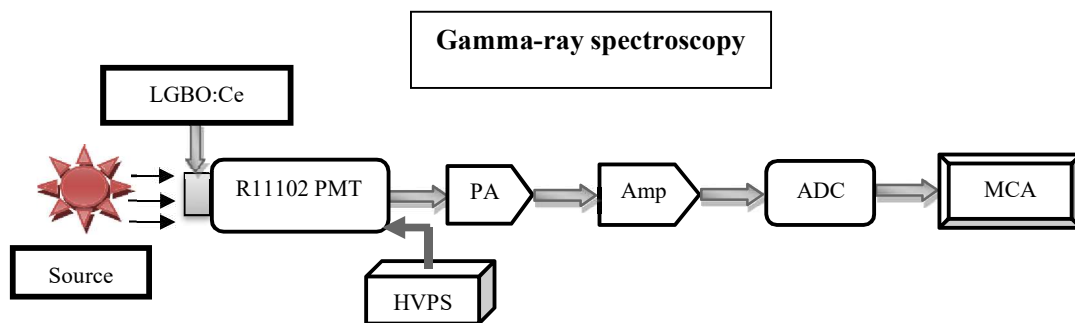 Gamma-ray spectroscopy
LGBO:Ce
R11102 PMT
PA
Amp
ADC
MCA
Source
HVPS